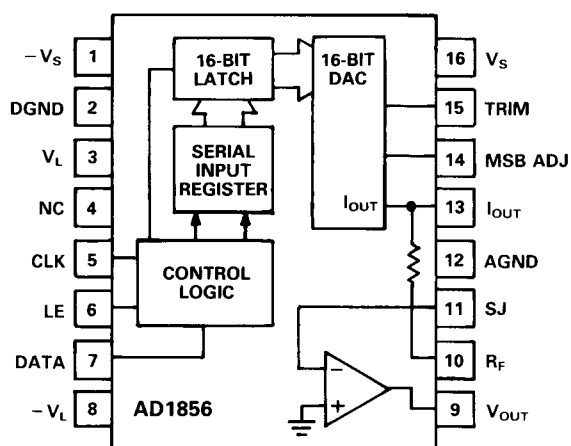 −VS 1
DGND 2
VL 3
NC 4
CLK 5
LE 6
DATA 7
−VL 8
16-BIT
LATCH
SERIAL
INPUT
REGISTER
CONTROL
LOGIC
AD1856
16-BIT
DAC
IOUT
−
+
16 VS
15 TRIM
14 MSB ADJ
13 IOUT
12 AGND
11 SJ
10 RF
9 VOUT